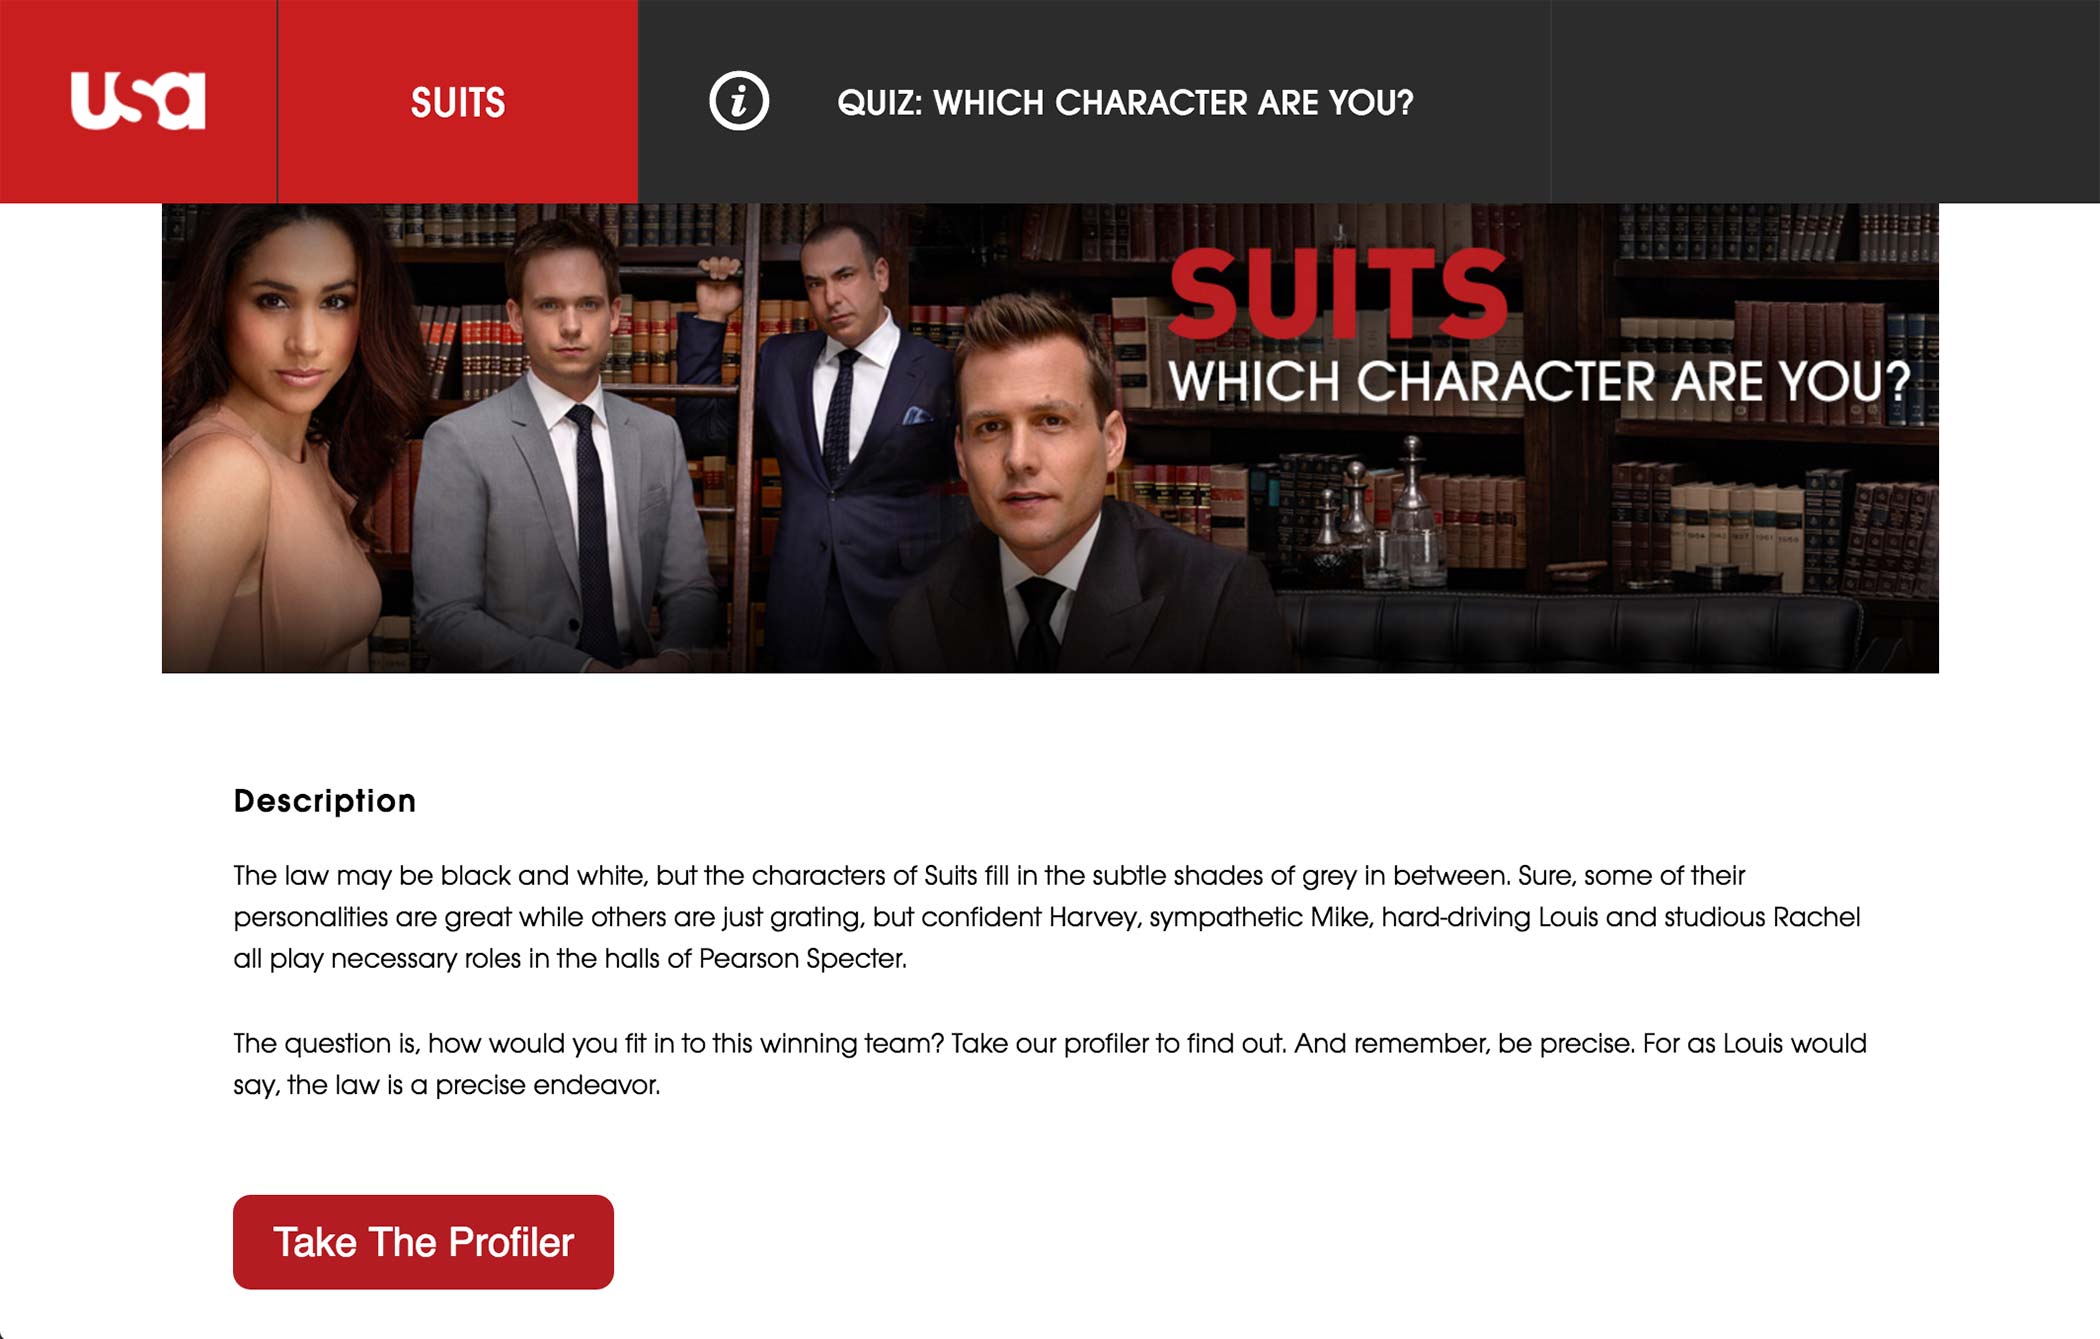 usa
SUITS
i
QUIZ: WHICH CHARACTER ARE YOU?
SUITS
WHICH CHARACTER ARE YOU?
Description
The law may be black and white, but the characters of Suits fill in the subtle shades of grey in between. Sure, some of their
personalities are great while others are just grating, but confident Harvey, sympathetic Mike, hard-driving Louis and studious Rachel
all play necessary roles in the halls of Pearson Specter.
The question is, how would you fit in to this winning team? Take our profiler to find out. And remember, be precise. For as Louis would
say, the law is a precise endeavor.
Take The Profiler